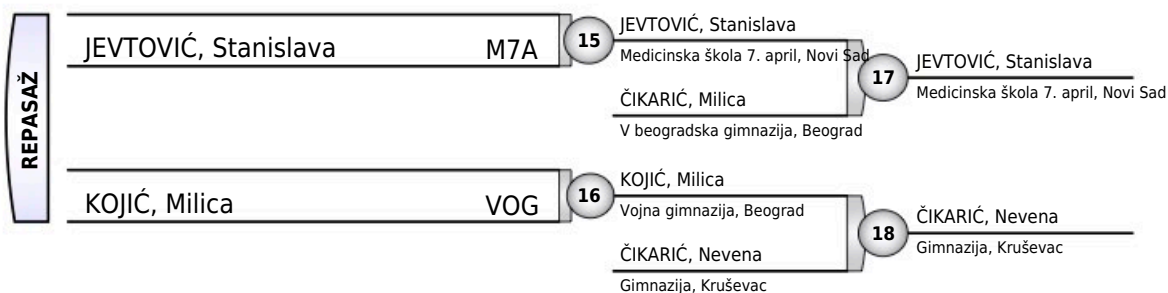 REPASAŽ
JEVTOVIĆ, Stanislava M7A
15
JEVTOVIĆ, Stanislava
Medicinska škola 7. april, Novi Sad
ČIKARIĆ, Milica
V beogradska gimnazija, Beograd
17
JEVTOVIĆ, Stanislava
Medicinska škola 7. april, Novi Sad
KOJIĆ, Milica VOG
16
KOJIĆ, Milica
Vojna gimnazija, Beograd
ČIKARIĆ, Nevena
Gimnazija, Kruševac
18
ČIKARIĆ, Nevena
Gimnazija, Kruševac